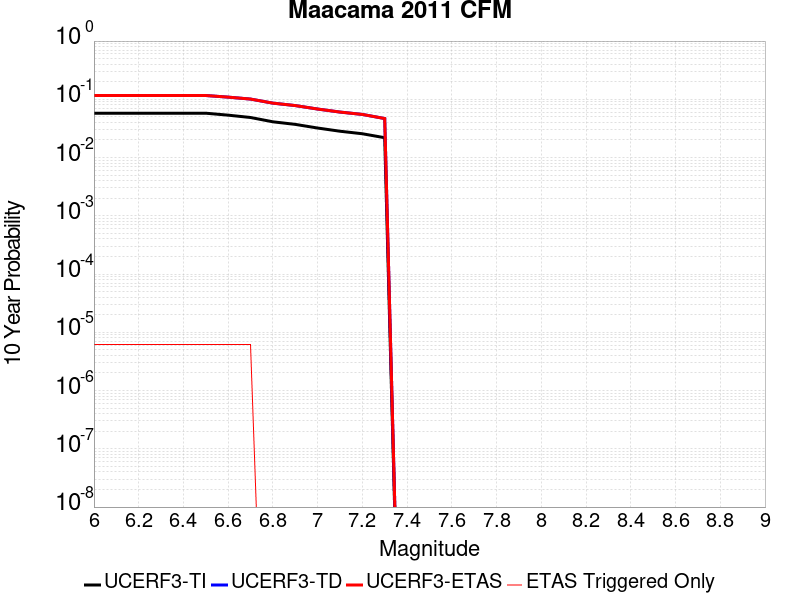 Maacama 2011 CFM
10^0
10^-1
10^-2
10^-3
10^-4
10^-5
10^-6
10^-7
10^-8
10 Year Probability
6 6.2 6.4 6.6 6.8 7 7.2 7.4 7.6 7.8 8 8.2 8.4 8.6 8.8 9
Magnitude
UCERF3-TI UCERF3-TD UCERF3-ETAS ETAS Triggered Only